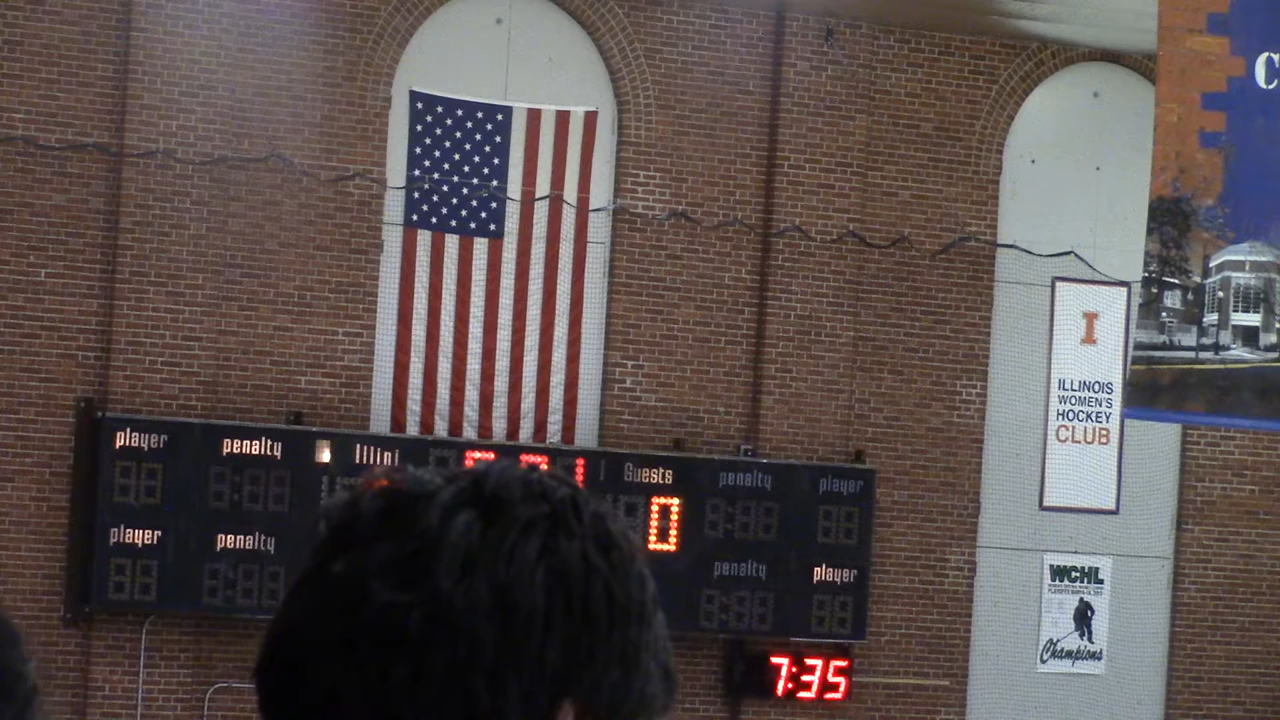 C
I
ILLINOIS
WOMEN'S
HOCKEY
CLUB
player penalty Illini Guests penalty player
0
player penalty penalty player
WCHL
Champions
7:35